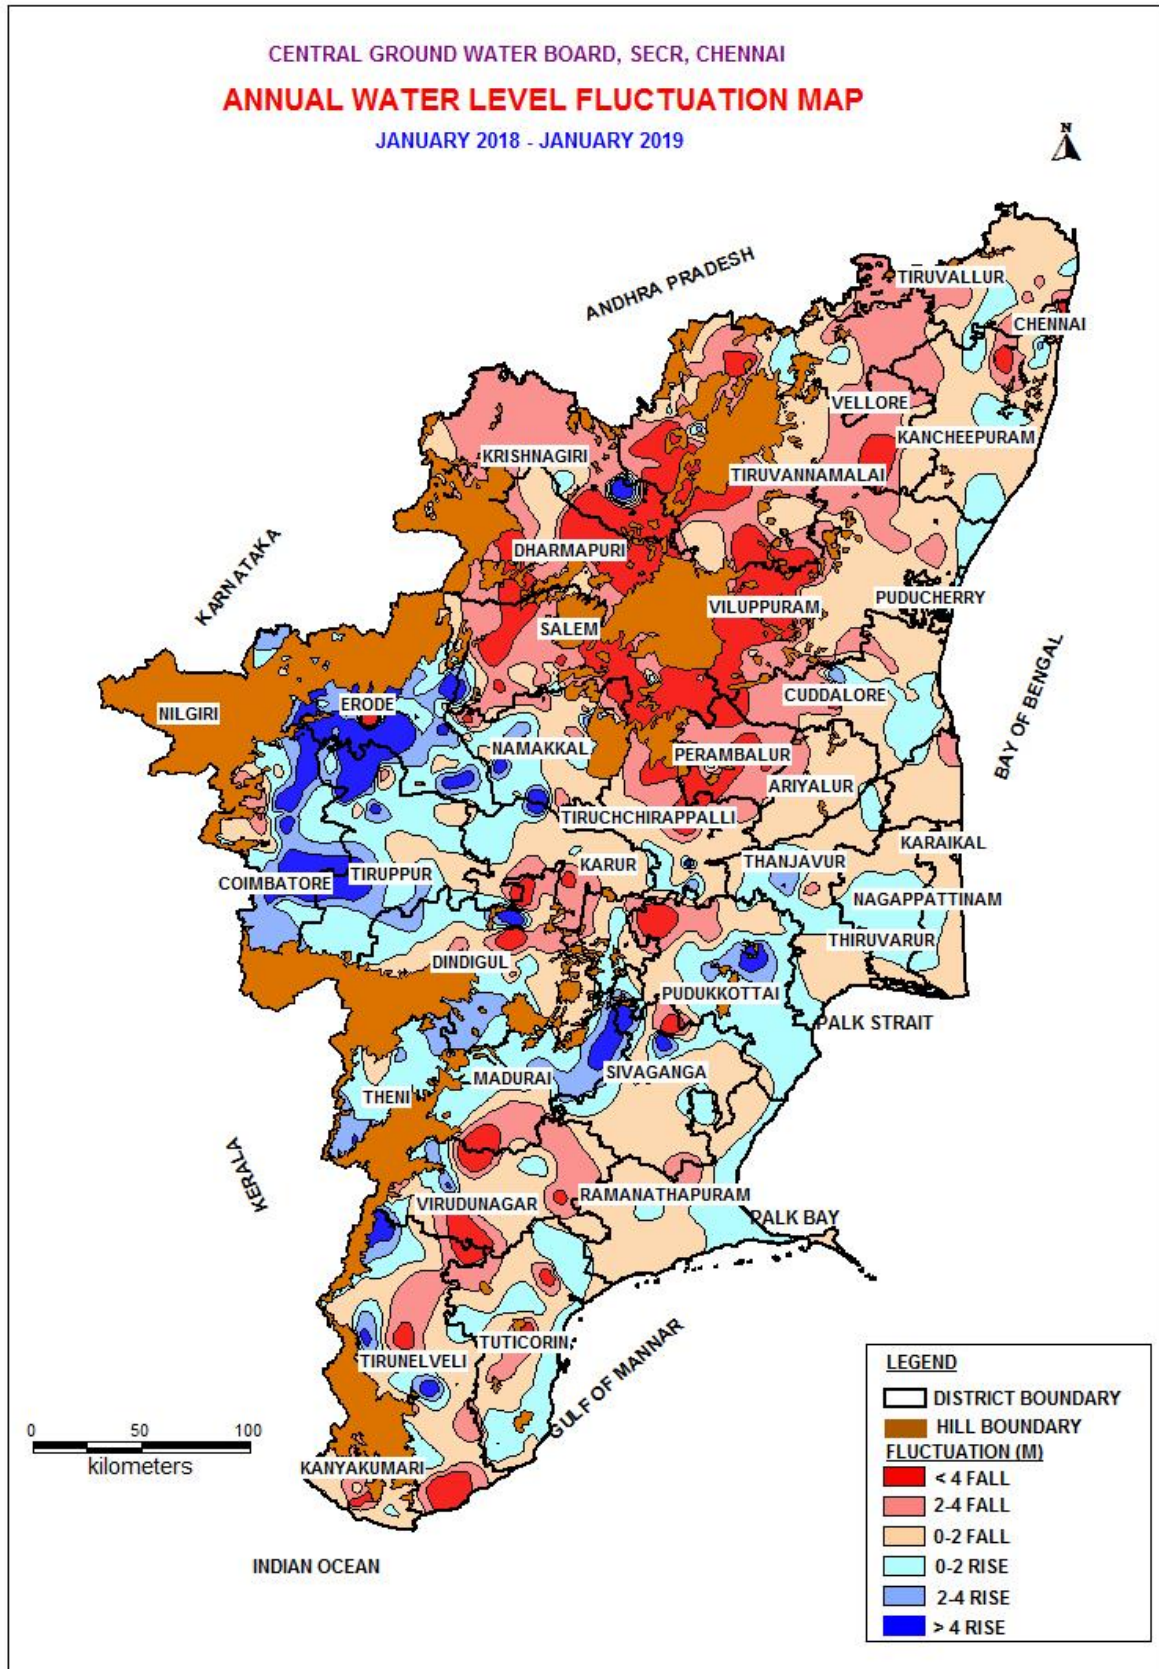 CENTRAL GROUND WATER BOARD, SECR, CHENNAI
ANNUAL WATER LEVEL FLUCTUATION MAP
JANUARY 2018 - JANUARY 2019
N
ANDHRA PRADESH
TIRUVALLUR
CHENNAI
VELLORE
KANCHEEPURAM
KRISHNAGIRI
TIRUVANNAMALAI
KARNATAKA
DHARMAPURI
PUDUCHERRY
VILUPPURAM
SALEM
BAY OF BENGAL
CUDDALORE
ERODE
NILGIRI
NAMAKKAL
PERAMBALUR
ARIYALUR
TIRUCHCHIRAPPALLI
KARAIKAL
KARUR
THANJAVUR
TIRUPPUR
COIMBATORE
NAGAPPATTINAM
THIRUVARUR
DINDIGUL
PUDUKKOTTAI
PALK STRAIT
SIVAGANGA
MADURAI
THENI
KERALA
RAMANATHAPURAM
VIRUDUNAGAR
PALK BAY
TUTICORIN
TIRUNELVELI
GULF OF MANNAR
KANYAKUMARI
INDIAN OCEAN
0 50 100
kilometers
LEGEND
DISTRICT BOUNDARY
HILL BOUNDARY
FLUCTUATION (M)
< 4 FALL
2-4 FALL
0-2 FALL
0-2 RISE
2-4 RISE
> 4 RISE